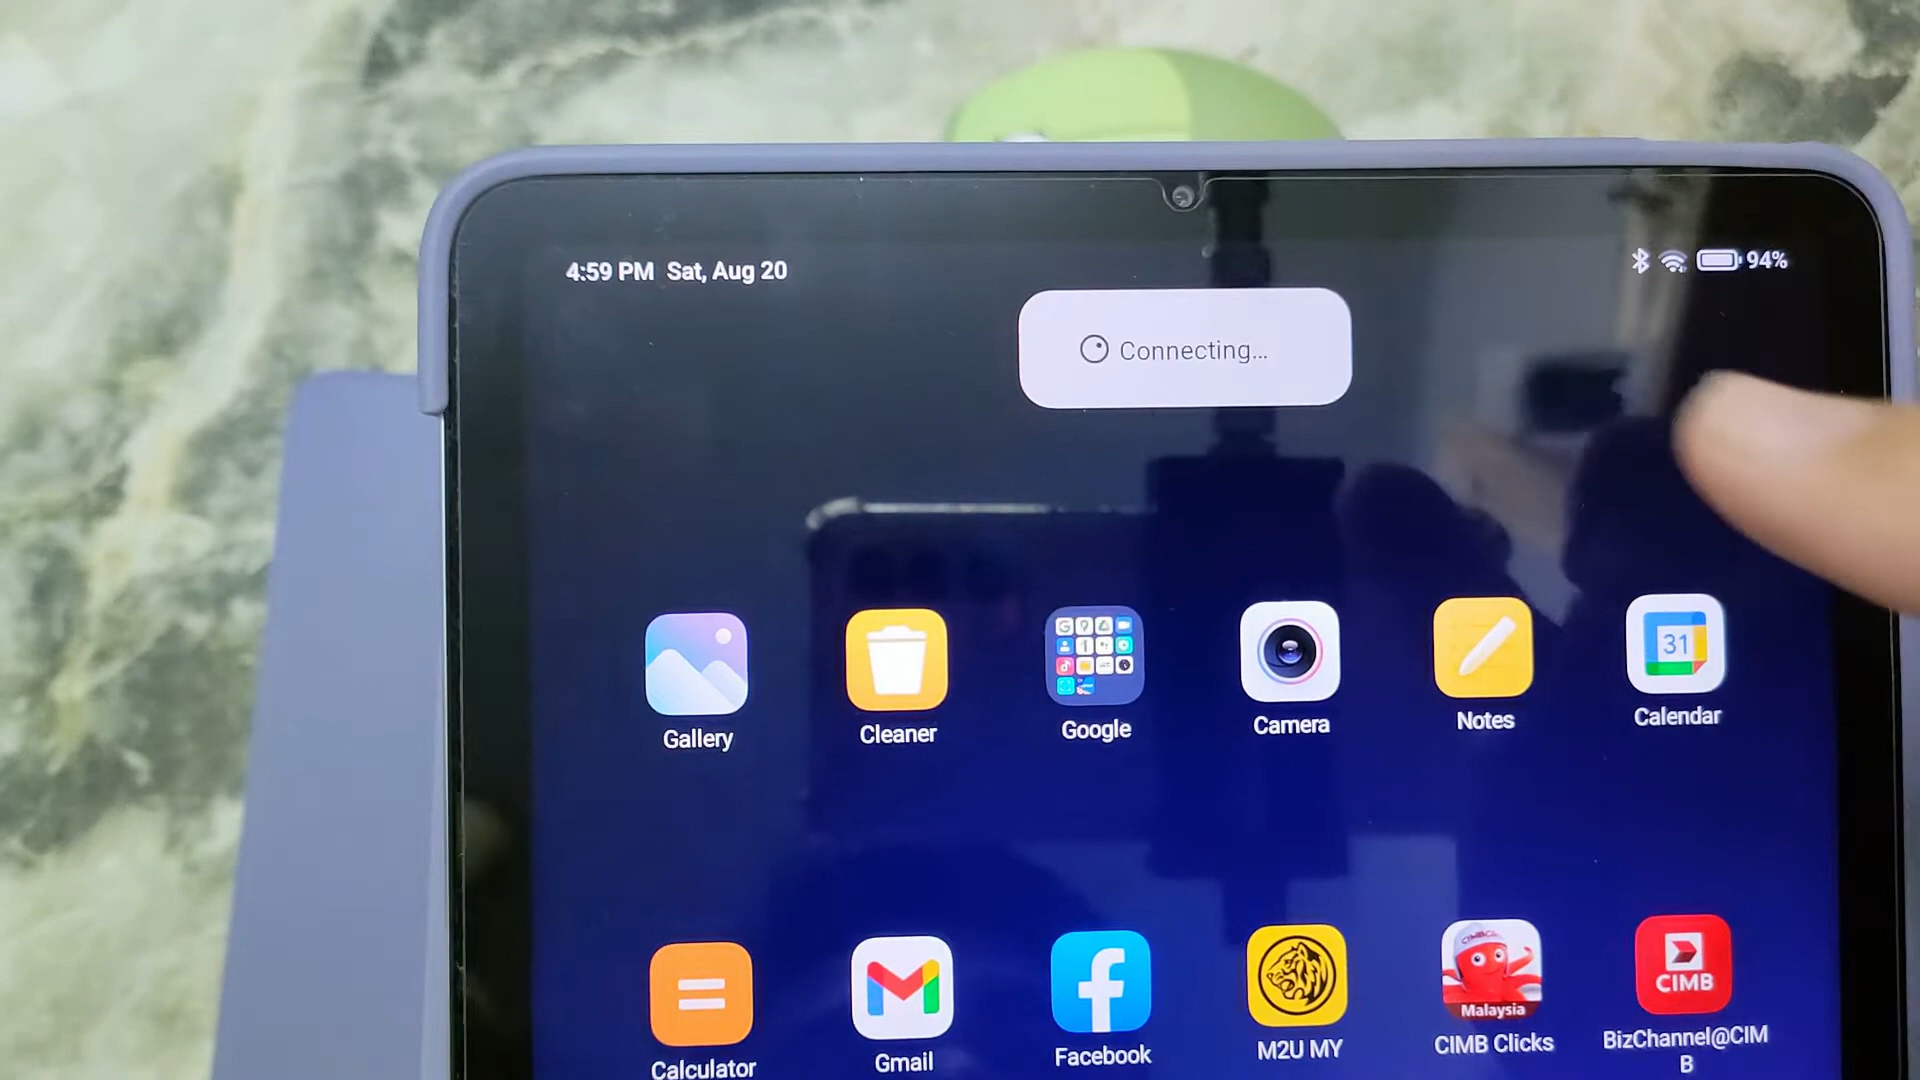 4:59 PM Sat, Aug 20
94%
Connecting...
31
Gallery
Cleaner
Google
Camera
Notes
Calendar
Malaysia
CIMB
Calculator
Gmail
Facebook
M2U MY
CIMB Clicks
BizChannel@CIM
B